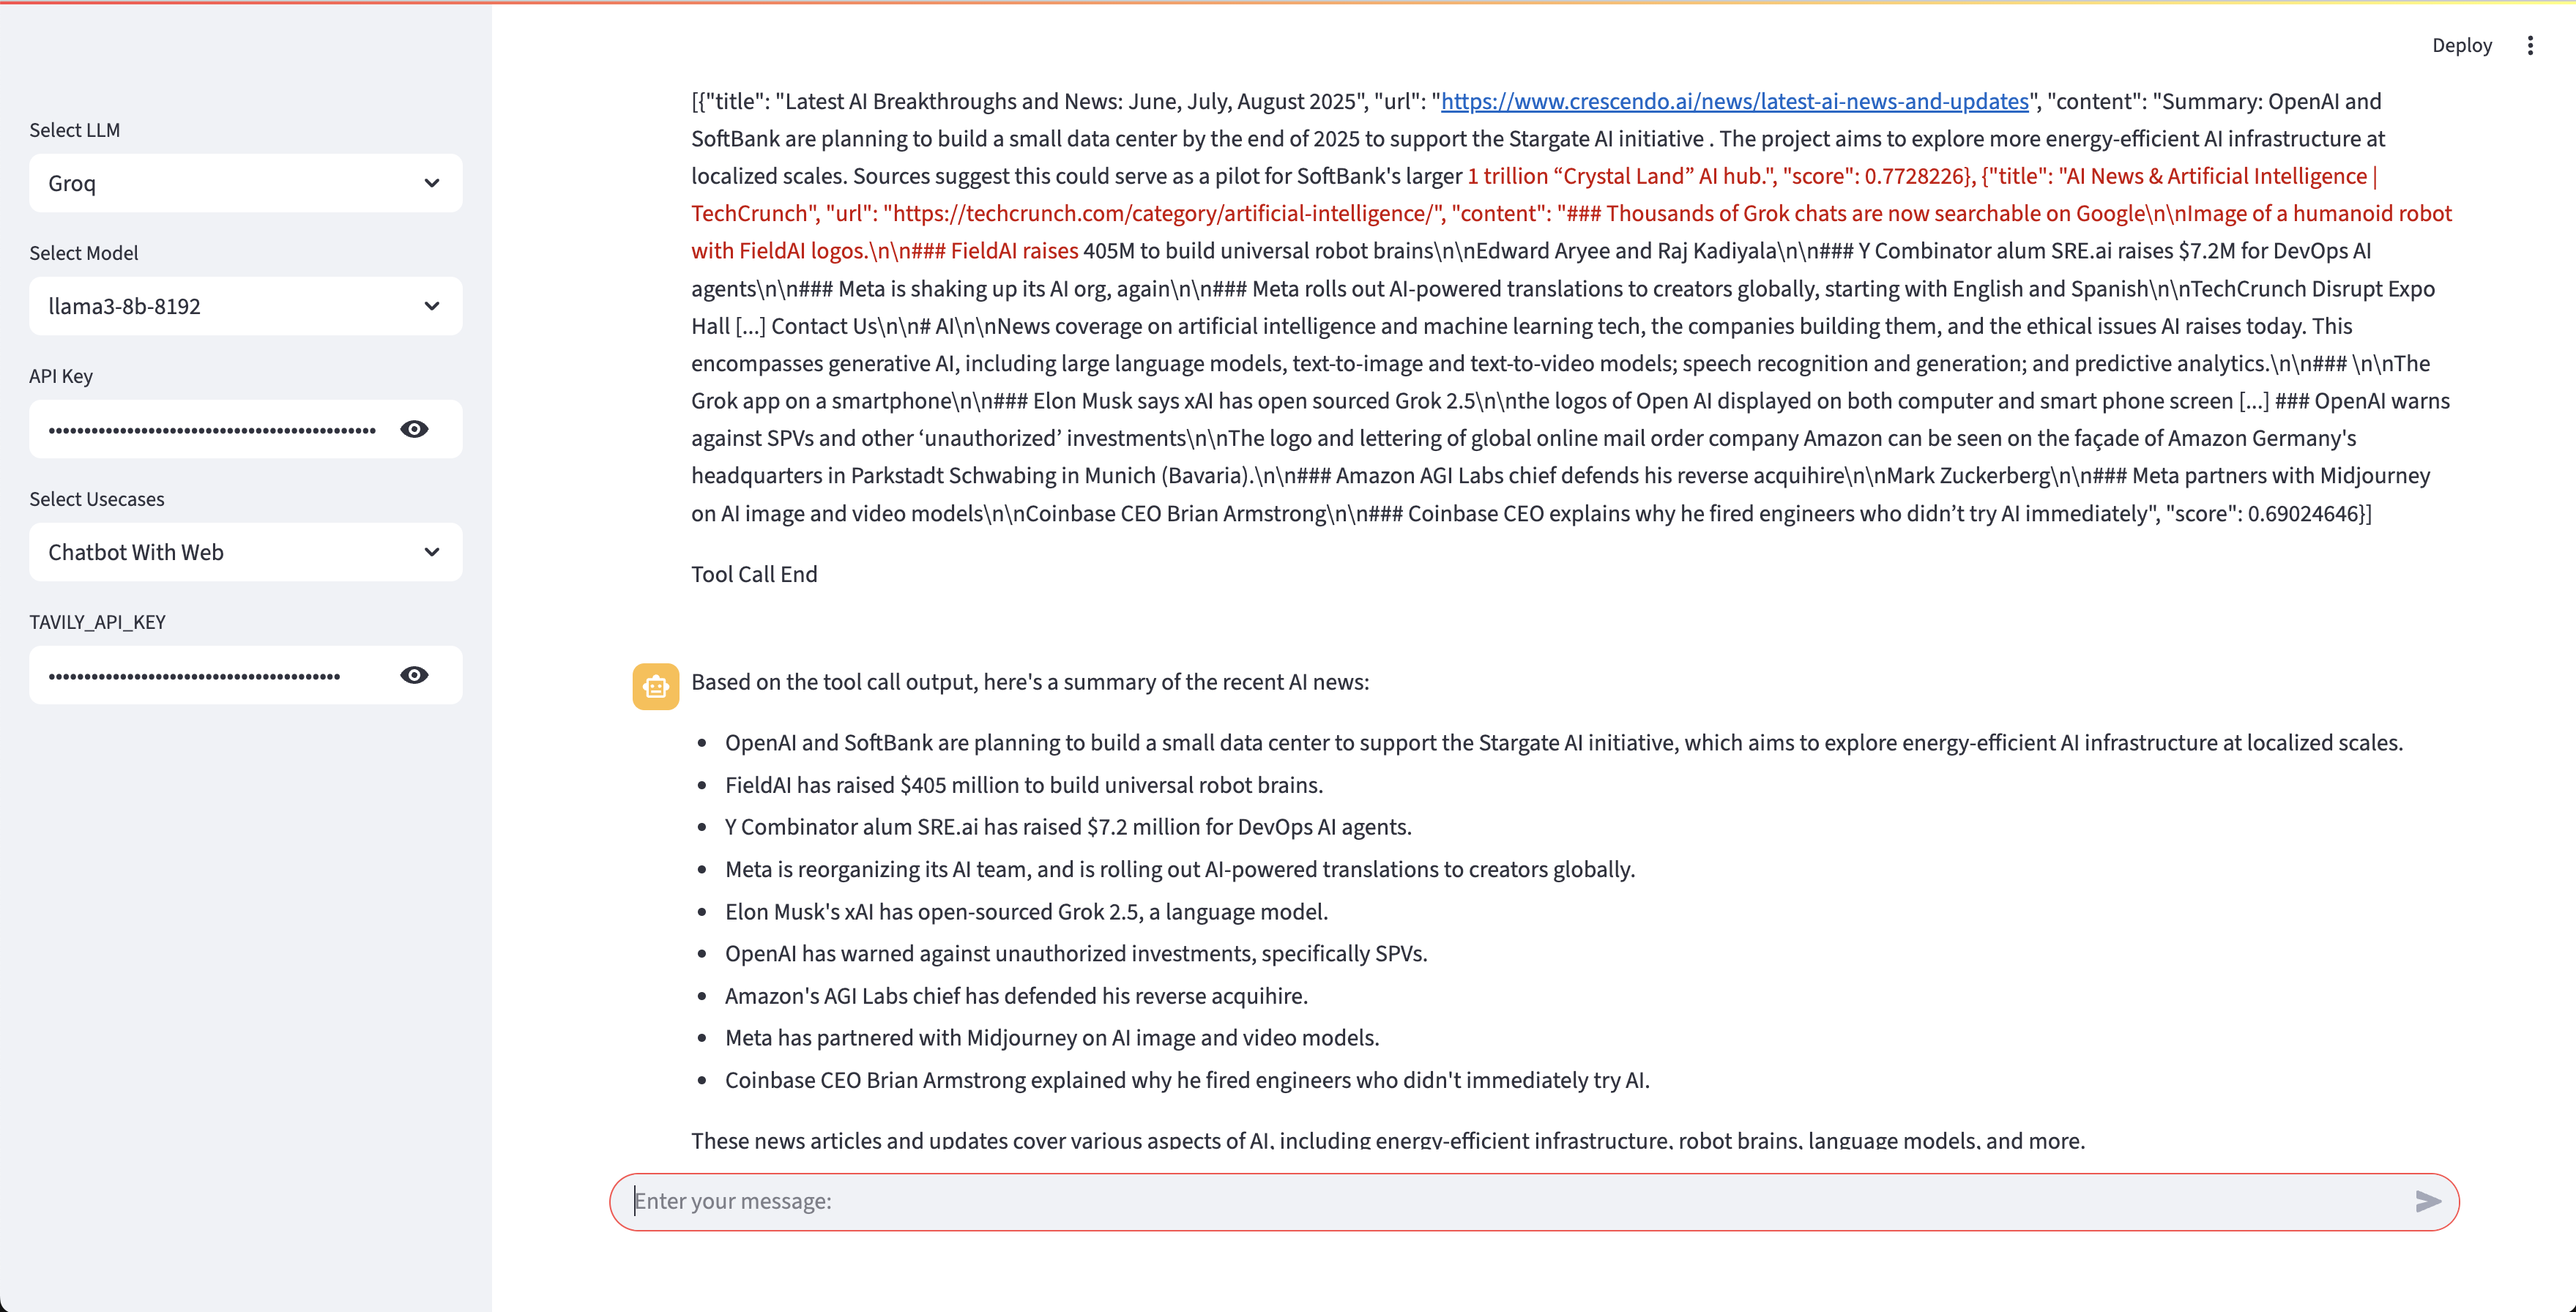 Deploy
Select LLM
Groq
Select Model
llama3-8b-8192
API Key
Select Usecases
Chatbot With Web
TAVILY_API_KEY
[{"title": "Latest AI Breakthroughs and News: June, July, August 2025", "url": "https://www.crescendo.ai/news/latest-ai-news-and-updates", "content": "Summary: OpenAI and
SoftBank are planning to build a small data center by the end of 2025 to support the Stargate AI initiative . The project aims to explore more energy-efficient AI infrastructure at
localized scales. Sources suggest this could serve as a pilot for SoftBank's larger 1 trillion “Crystal Land” AI hub.", "score": 0.7728226}, {"title": "AI News & Artificial Intelligence |
TechCrunch", "url": "https://techcrunch.com/category/artificial-intelligence/", "content": "### Thousands of Grok chats are now searchable on Google\n\nImage of a humanoid robot
with FieldAI logos.\n\n### FieldAI raises 405M to build universal robot brains\n\nEdward Aryee and Raj Kadiyala\n\n### Y Combinator alum SRE.ai raises $7.2M for DevOps AI
agents\n\n### Meta is shaking up its AI org, again\n\n### Meta rolls out AI-powered translations to creators globally, starting with English and Spanish\n\nTechCrunch Disrupt Expo
Hall [...] Contact Us\n\n# AI\n\nNews coverage on artificial intelligence and machine learning tech, the companies building them, and the ethical issues AI raises today. This
encompasses generative AI, including large language models, text-to-image and text-to-video models; speech recognition and generation; and predictive analytics.\n\n### \n\nThe
Grok app on a smartphone\n\n### Elon Musk says xAI has open sourced Grok 2.5\n\nthe logos of Open AI displayed on both computer and smart phone screen [...] ### OpenAI warns
against SPVs and other ‘unauthorized’ investments\n\nThe logo and lettering of global online mail order company Amazon can be seen on the façade of Amazon Germany's
headquarters in Parkstadt Schwabing in Munich (Bavaria).\n\n### Amazon AGI Labs chief defends his reverse acquihire\n\nMark Zuckerberg\n\n### Meta partners with Midjourney
on AI image and video models\n\nCoinbase CEO Brian Armstrong\n\n### Coinbase CEO explains why he fired engineers who didn’t try AI immediately", "score": 0.69024646}]
Tool Call End
Based on the tool call output, here's a summary of the recent AI news:
• OpenAI and SoftBank are planning to build a small data center to support the Stargate AI initiative, which aims to explore energy-efficient AI infrastructure at localized scales.
• FieldAI has raised $405 million to build universal robot brains.
• Y Combinator alum SRE.ai has raised $7.2 million for DevOps AI agents.
• Meta is reorganizing its AI team, and is rolling out AI-powered translations to creators globally.
• Elon Musk's xAI has open-sourced Grok 2.5, a language model.
• OpenAI has warned against unauthorized investments, specifically SPVs.
• Amazon's AGI Labs chief has defended his reverse acquihire.
• Meta has partnered with Midjourney on AI image and video models.
• Coinbase CEO Brian Armstrong explained why he fired engineers who didn't immediately try AI.
These news articles and updates cover various aspects of AI, including energy-efficient infrastructure, robot brains, language models, and more.
Enter your message: